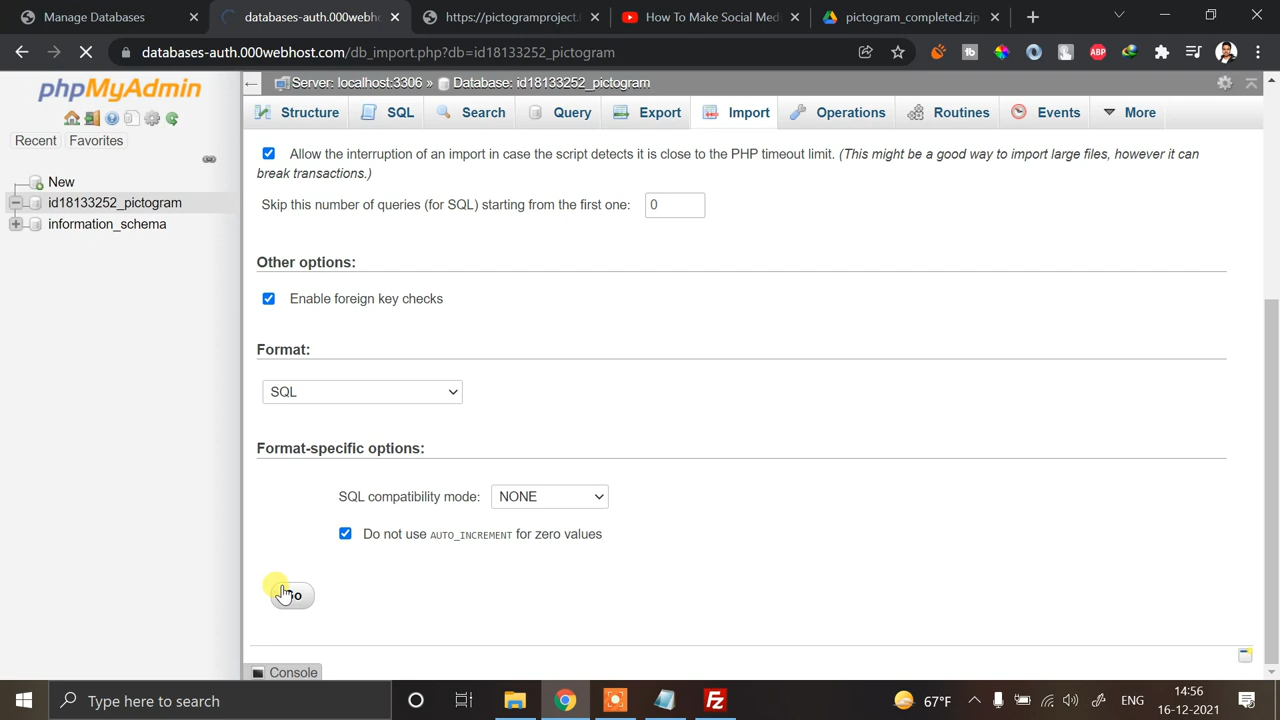 Manage Databases
databases-auth.000webh
https://pictogramproject.
How To Make Social Med
pictogram_completed.zip
databases-auth.000webhost.com/db_import.php?db=id18133252_pictogram
phpMyAdmin
Recent
Favorites
New
id18133252_pictogram
information_schema
Server: localhost:3306 » Database: id18133252_pictogram
Structure
SQL
Search
Query
Export
Import
Operations
Routines
Events
More
Allow the interruption of an import in case the script detects it is close to the PHP timeout limit. (This might be a good way to import large files, however it can
break transactions.)
Skip this number of queries (for SQL) starting from the first one: 0
Other options:
Enable foreign key checks
Format:
SQL
Format-specific options:
SQL compatibility mode: NONE
Do not use AUTO_INCREMENT for zero values
Console
Type here to search
67°F
ENG
14:56
16-12-2021